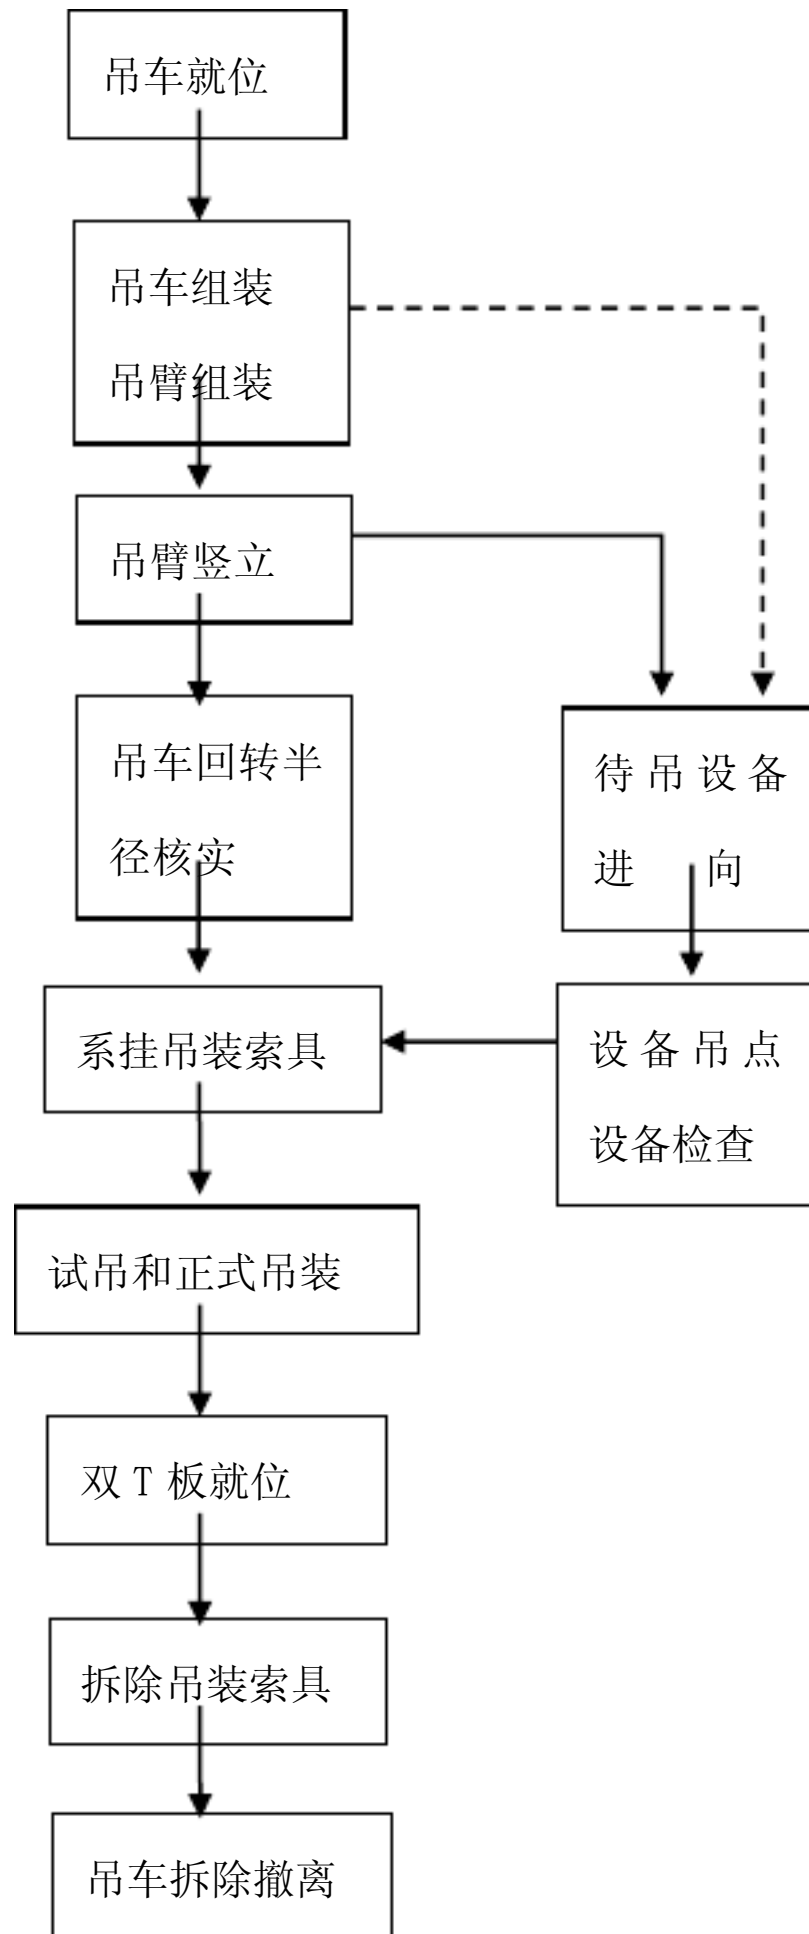 吊车就位
吊车组装
吊臂组装
吊臂竖立
吊车回转半
径核实
待吊设备
进 向
系挂吊装索具
设备吊点
设备检查
试吊和正式吊装
双T板就位
拆除吊装索具
吊车拆除撤离